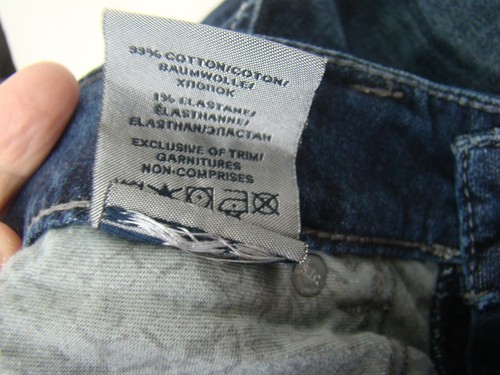 99% COTTON/COTON/
BAUMWOLLE/
ХЛОПОК
1% ELASTANE/
ÉLASTHANNE/
ELASTHAN/ЭЛАСТАН
EXCLUSIVE OF TRIM/
GARNITURES
NON-COMPRISES